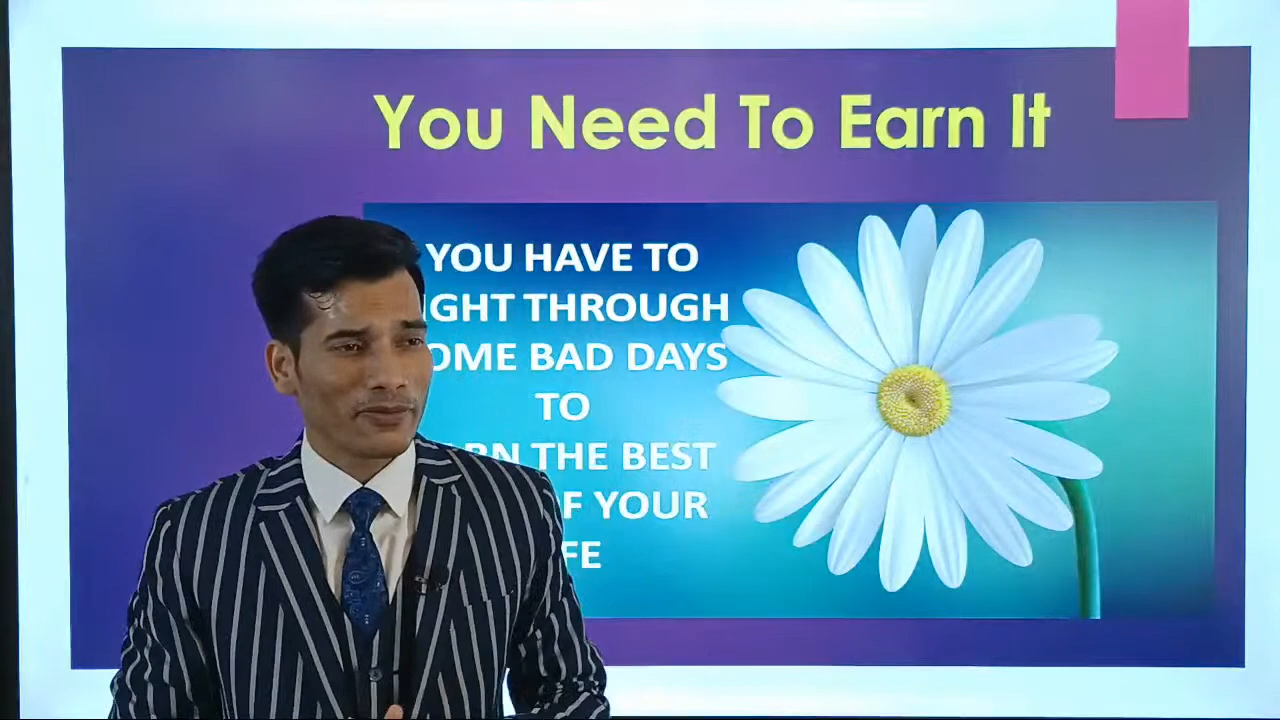 You Need To Earn It
YOU HAVE TO
IGHT THROUGH
OME BAD DAYS
TO
THE BEST
F YOUR
FE